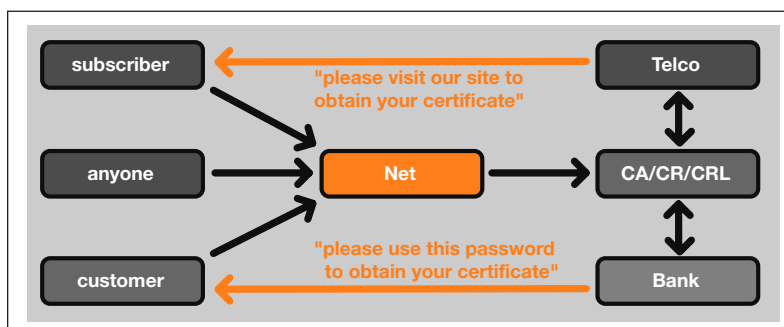 subscriber
Telco
"please visit our site to
obtain your certificate"
anyone
Net
CA/CR/CRL
"please use this password
to obtain your certificate"
customer
Bank